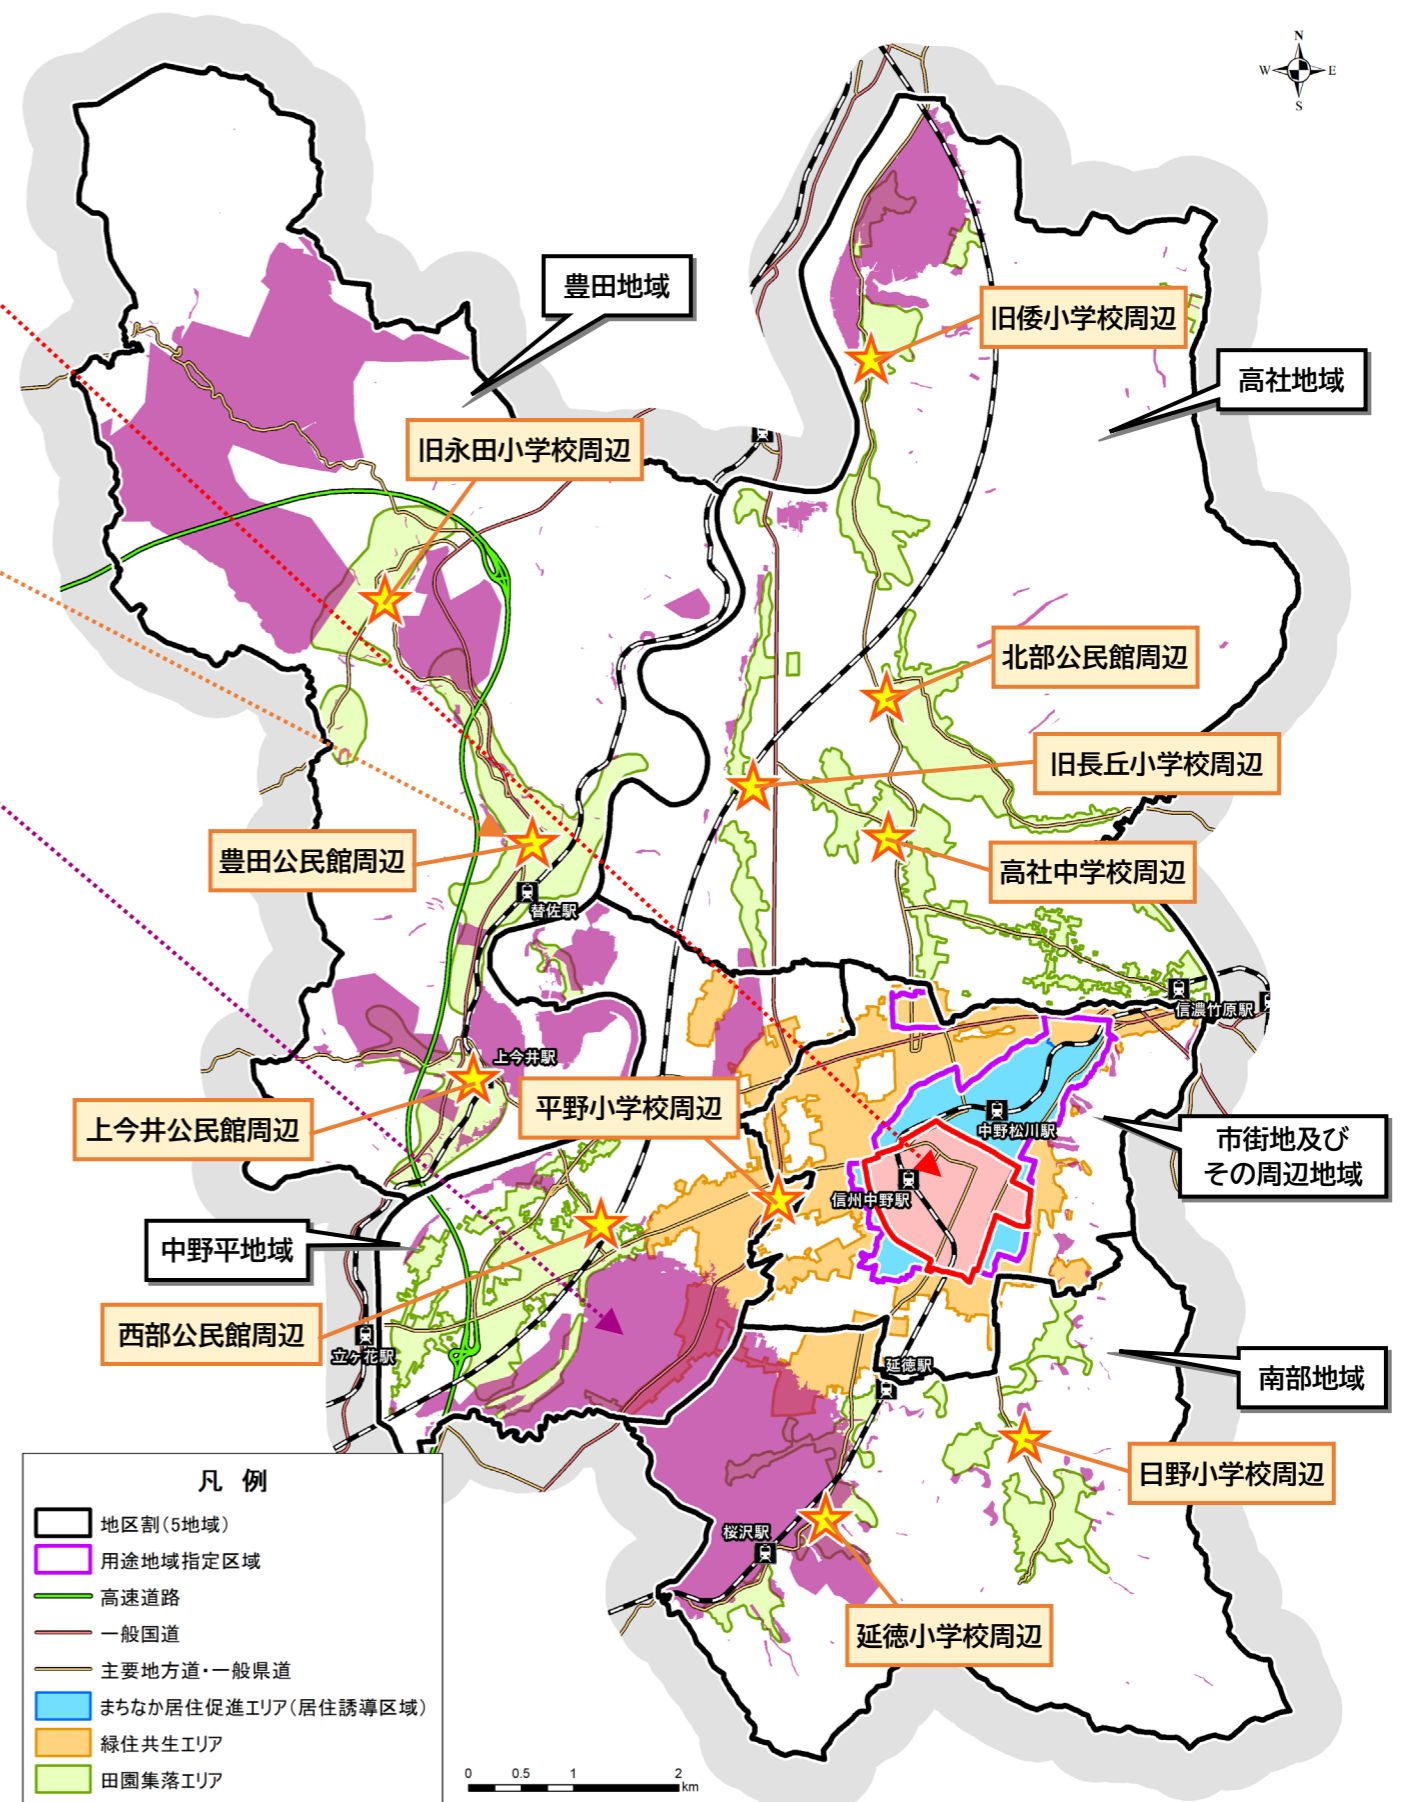 N
W
E
S
豊田地域
旧倭小学校周辺
高社地域
旧永田小学校周辺
北部公民館周辺
旧長丘小学校周辺
豊田公民館周辺
高社中学校周辺
替佐駅
信濃竹原駅
上今井駅
平野小学校周辺
上今井公民館周辺
中野松川駅
市街地及び
その周辺地域
信州中野駅
中野平地域
西部公民館周辺
立ヶ花駅
延徳駅
南部地域
日野小学校周辺
桜沢駅
延徳小学校周辺
凡 例
地区割(5地域)
用途地域指定区域
高速道路
一般国道
主要地方道・一般県道
まちなか居住促進エリア(居住誘導区域)
緑住共生エリア
田園集落エリア
0 0.5 1 2
km